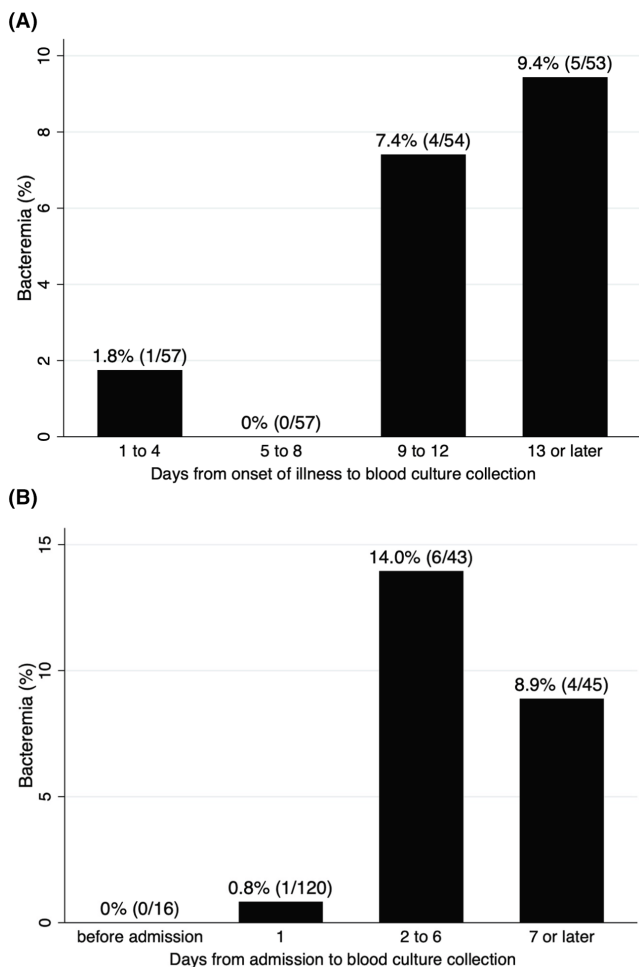 (A)
Bacteremia (%)
10
8
6
4
2
0
1.8% (1/57)
0% (0/57)
7.4% (4/54)
9.4% (5/53)
1 to 4
5 to 8
9 to 12
13 or later
Days from onset of illness to blood culture collection
(B)
Bacteremia (%)
15
10
5
0
0% (0/16)
0.8% (1/120)
14.0% (6/43)
8.9% (4/45)
before admission
1
2 to 6
7 or later
Days from admission to blood culture collection